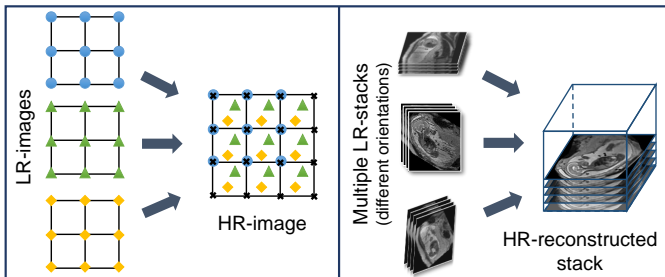 LR-images
HR-image
Multiple LR-stacks
(different orientations)
HR-reconstructed
stack